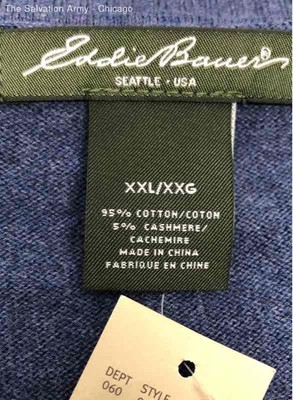 The Salvation Army - Chicago
Eddie Bauer®
SEATTLE • USA
XXL/XXG
95% COTTON/COTON
5% CASHMERE/
CACHEMIRE
MADE IN CHINA
FABRIQUE EN CHINE
DEPT STYLE
060